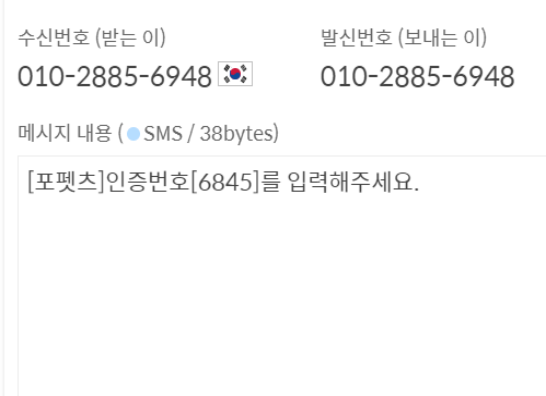 수신번호 (받는 이) 발신번호 (보내는 이)
010-2885-6948 010-2885-6948
메시지 내용 (SMS / 38bytes)
[포펫츠]인증번호[6845]를 입력해주세요.